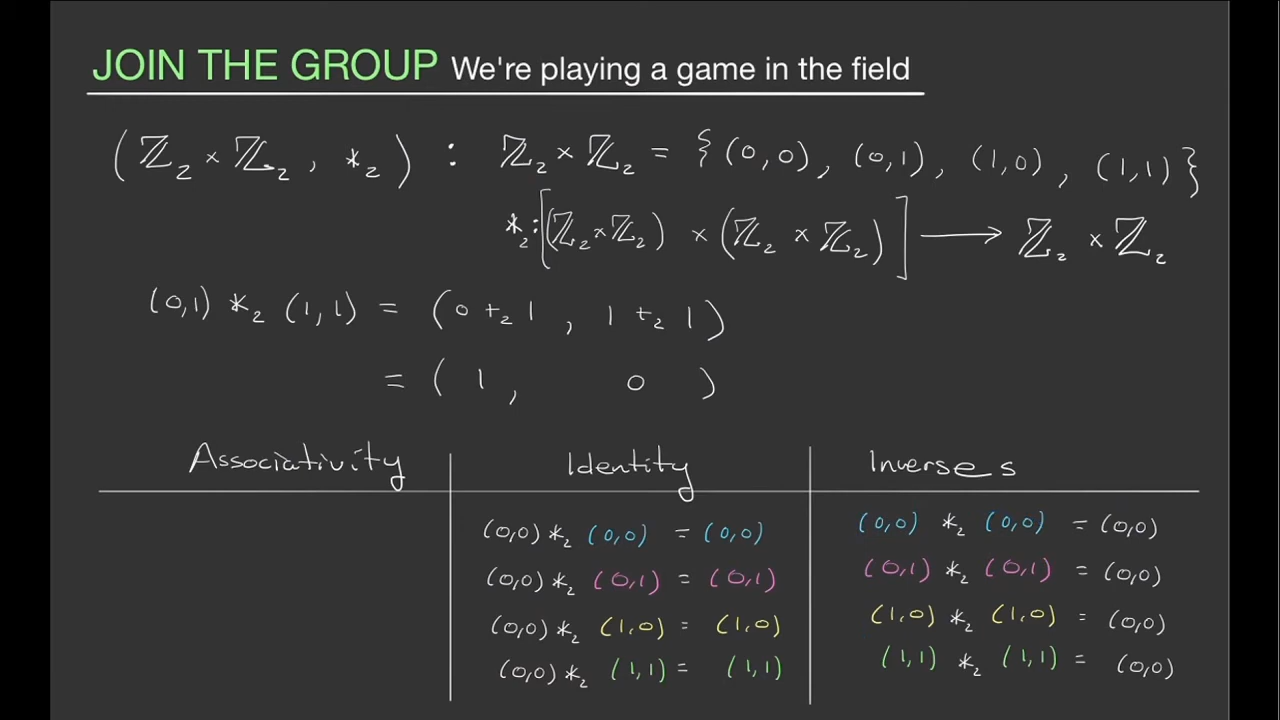 JOIN THE GROUP We're playing a game in the field
(ℤ₂ × ℤ₂ , *₂) : ℤ₂ × ℤ₂ = {(0,0), (0,1), (1,0), (1,1)}
*₂: [(ℤ₂ × ℤ₂) × (ℤ₂ × ℤ₂)] ⟶ ℤ₂ × ℤ₂
(0,1) *₂ (1,1) = (0 +₂ 1 , 1 +₂ 1)
= ( 1 , 0 )
Associativity Identity Inverses
(0,0) *₂ (0,0) = (0,0) (0,0) *₂ (0,0) = (0,0)
(0,0) *₂ (0,1) = (0,1) (0,1) *₂ (0,1) = (0,0)
(0,0) *₂ (1,0) = (1,0) (1,0) *₂ (1,0) = (0,0)
(0,0) *₂ (1,1) = (1,1) (1,1) *₂ (1,1) = (0,0)